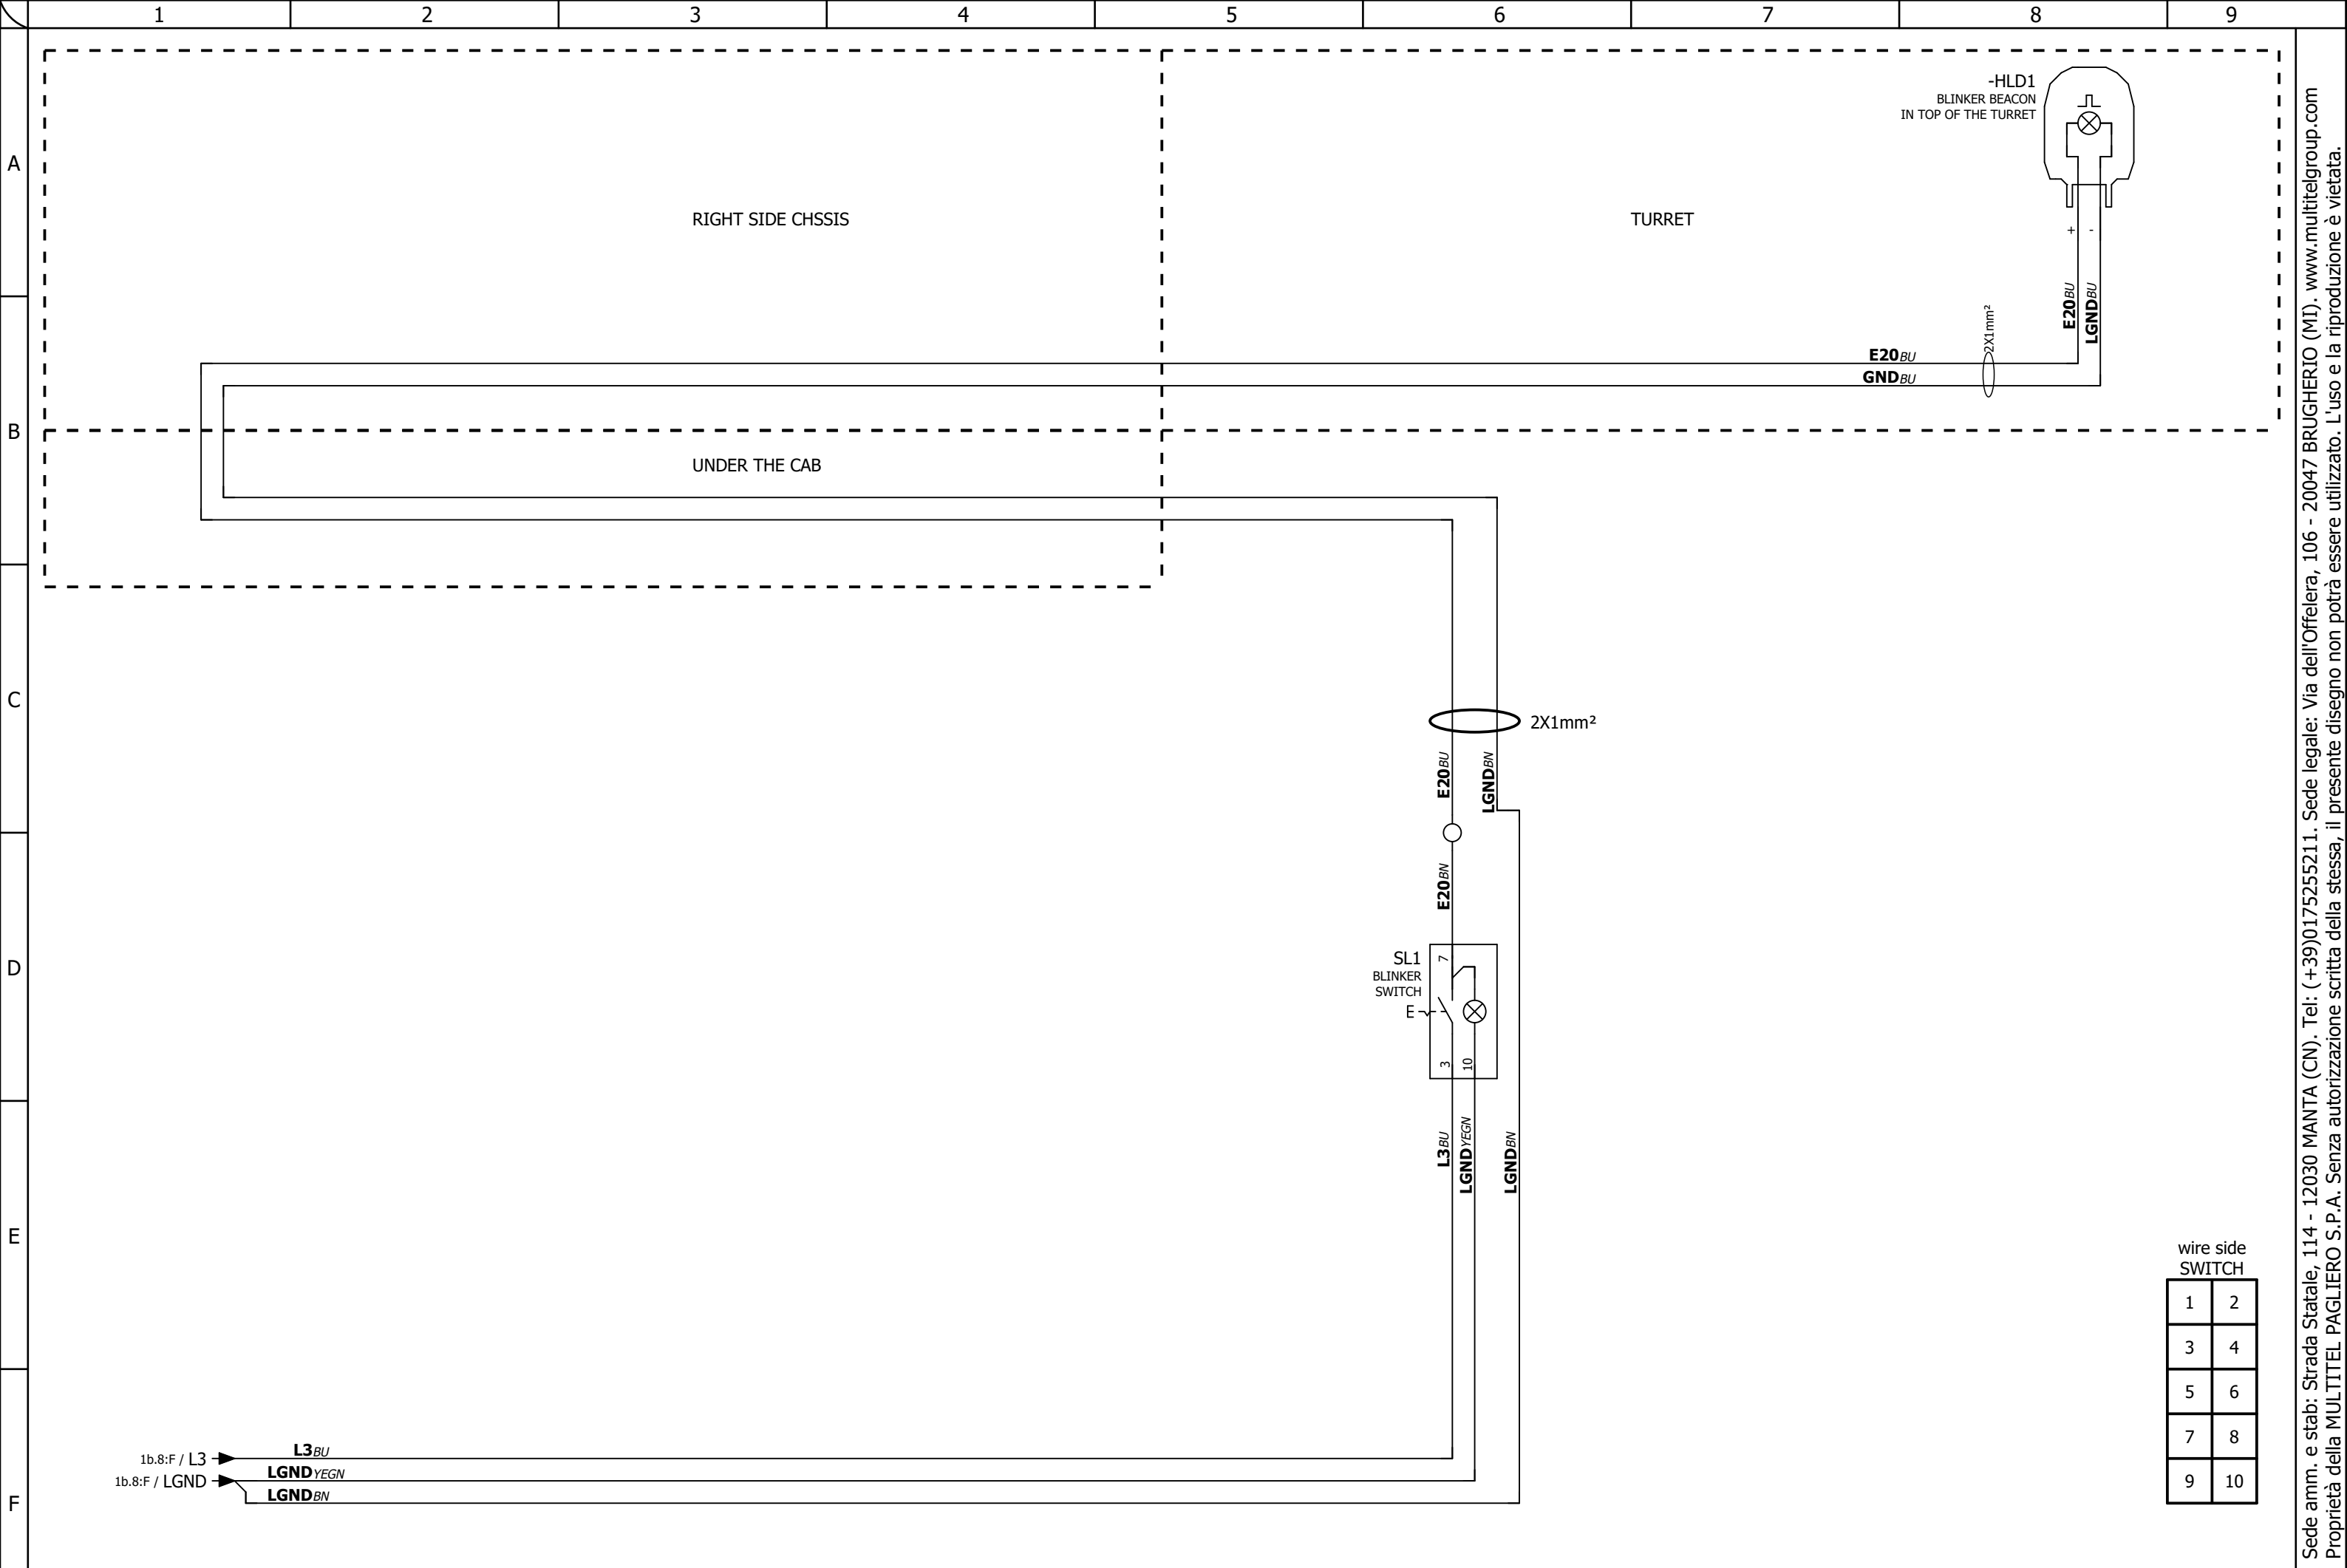 1 2 3 4 5 6 7 8 9
A
B
C
D
E
F
-HLD1
BLINKER BEACON
IN TOP OF THE TURRET
RIGHT SIDE CHSSIS
TURRET
+ -
E20BU
LGNDBU
2X1mm²
E20BU
GNDBU
UNDER THE CAB
2X1mm²
E20BU
LGNDBN
E20BN
SL1
BLINKER
SWITCH
E
7
3
10
L3BU
LGNDYEGN
LGNDBN
1b.8:F / L3
L3BU
1b.8:F / LGND
LGNDYEGN
LGNDBN
wire side
SWITCH
1 2
3 4
5 6
7 8
9 10
Sede amm. e stab: Strada Statale, 114 - 12030 MANTA (CN). Tel: (+39)0175255211. Sede legale: Via dell'Offelera, 106 - 20047 BRUGHERIO (MI). www.multitelgroup.com
Proprietà della MULTITEL PAGLIERO S.P.A. Senza autorizzazione scritta della stessa, il presente disegno non potrà essere utilizzato. L'uso e la riproduzione è vietata.